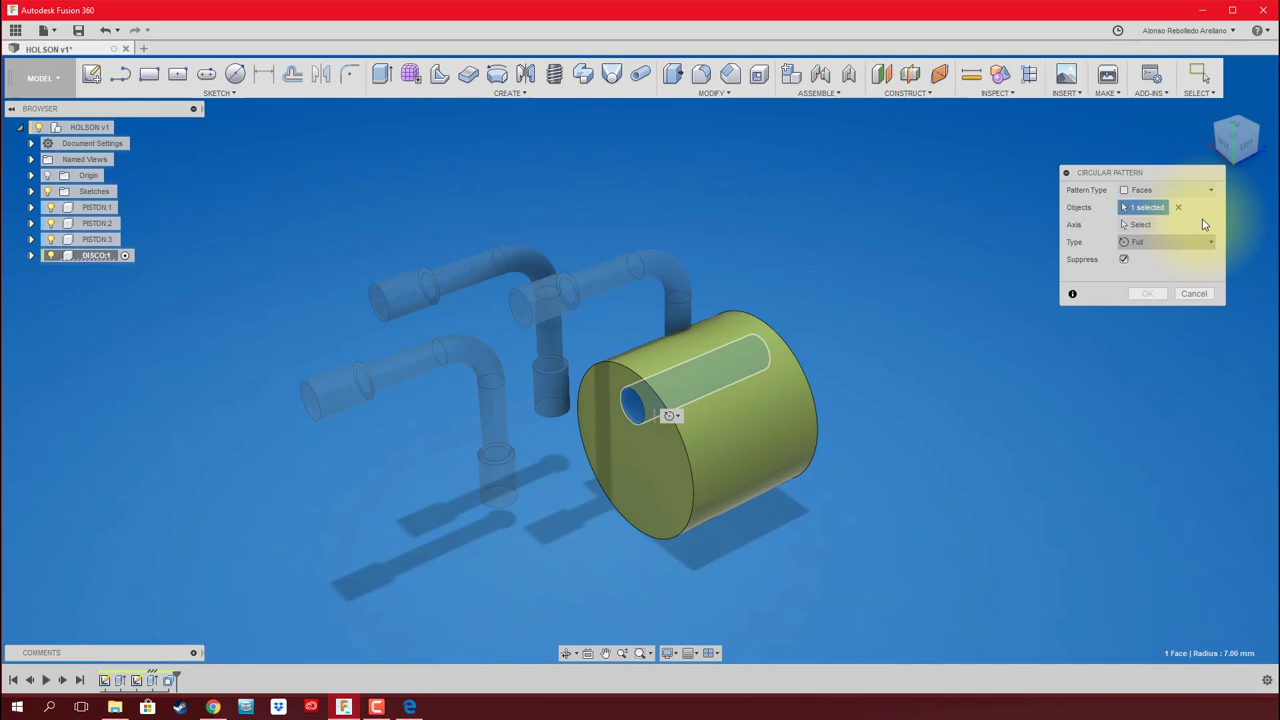 Autodesk Fusion 360
Alonso Rebolledo Arellano
HOLSON v1*
MODEL
SKETCH
CREATE
MODIFY
ASSEMBLE
CONSTRUCT
INSPECT
INSERT
MAKE
ADD-INS
SELECT
BROWSER
HOLSON v1
Document Settings
Named Views
Origin
Sketches
PISTON:1
PISTON:2
PISTON:3
DISCO:1
CIRCULAR PATTERN
Pattern Type Faces
Objects 1 selected
Axis Select
Type Full
Suppress
OK Cancel
COMMENTS
1 Face | Radius : 7.00 mm